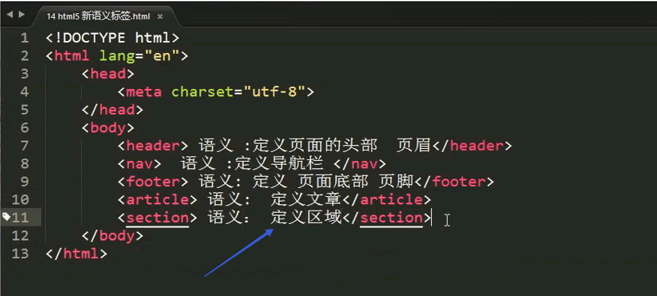 14 html5 新语义标签.html ×
1 <!DOCTYPE html>
2 <html lang="en">
3 <head>
4 <meta charset="utf-8">
5 </head>
6 <body>
7 <header> 语义 :定义页面的头部 页眉</header>
8 <nav> 语义 :定义导航栏 </nav>
9 <footer> 语义: 定义 页面底部 页脚</footer>
10 <article> 语义: 定义文章</article>
11 <section> 语义: 定义区域</section>
12 </body>
13 </html>